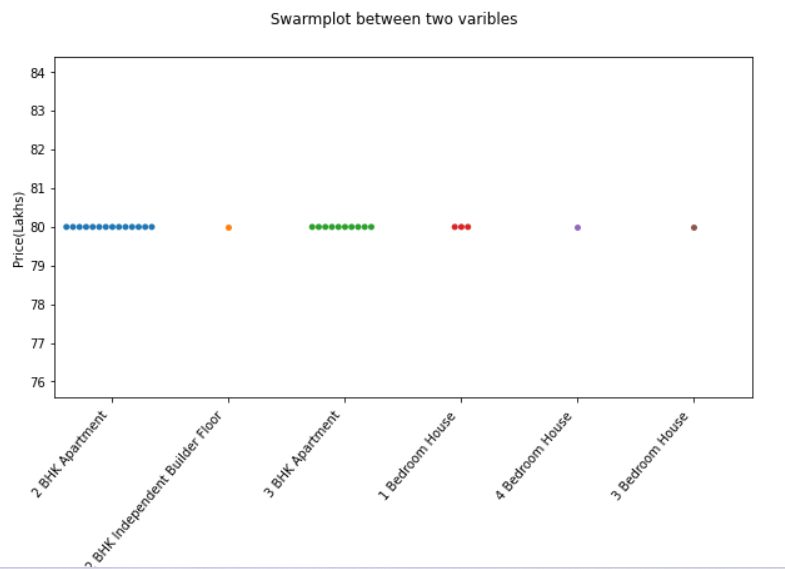 Swarmplot between two varibles
84
83
82
81
80
79
78
77
76
Price(Lakhs)
2 BHK Apartment
BHK Independent Builder Floor
3 BHK Apartment
1 Bedroom House
4 Bedroom House
3 Bedroom House